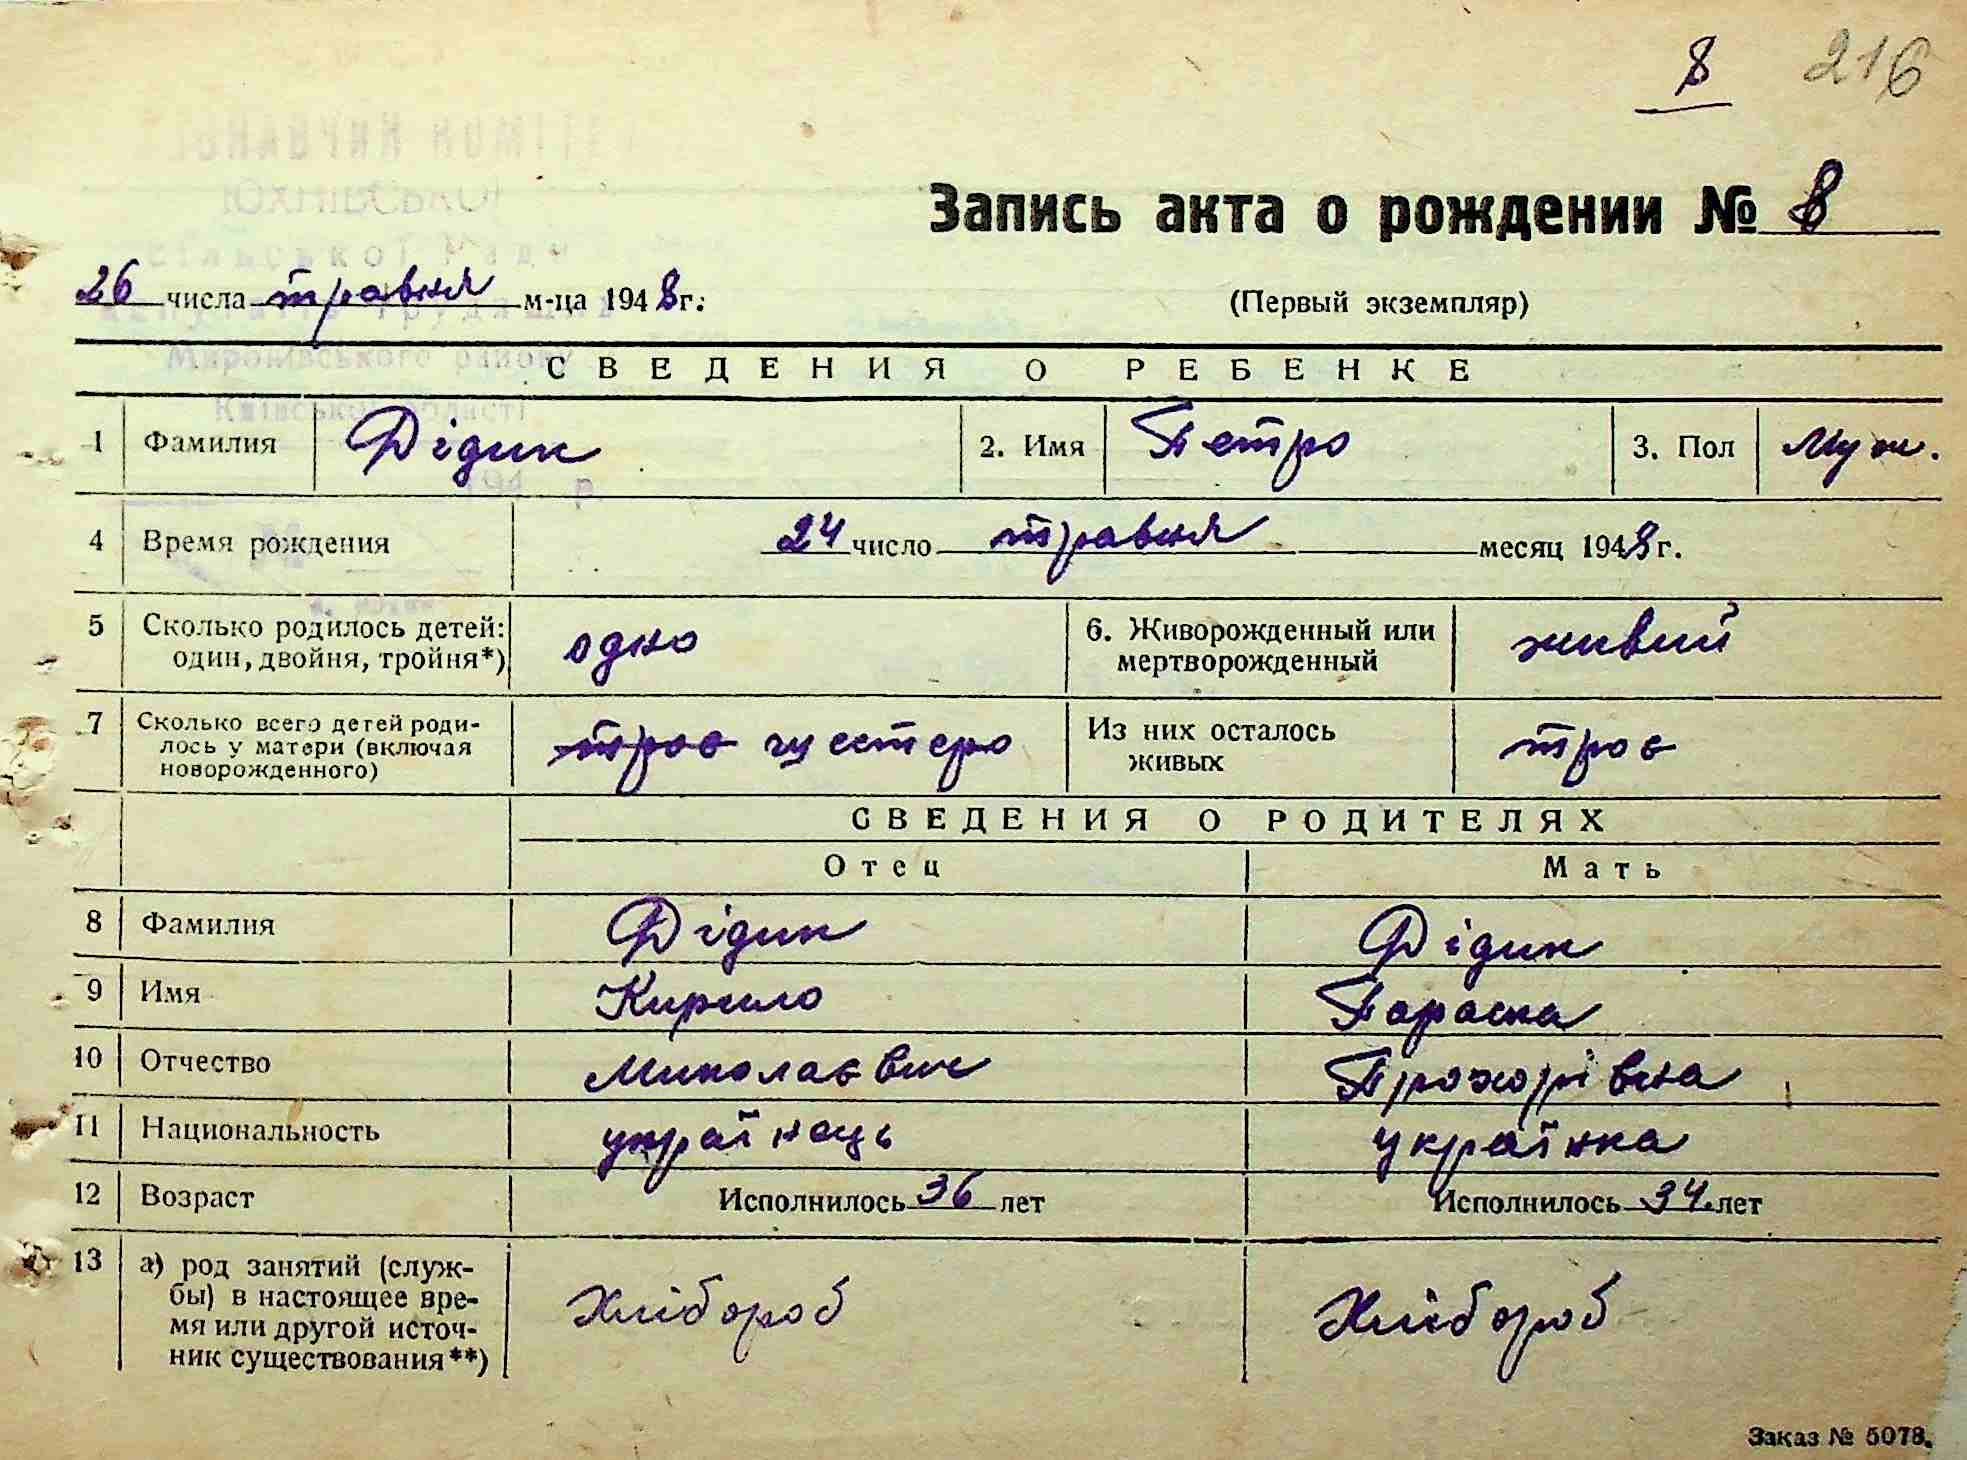 8 216
Запись акта о рождении № 8
26 числа травня м-ца 1948г.
(Первый экземпляр)
СВЕДЕНИЯ О РЕБЕНКЕ
1 Фамилия Дідик 2. Имя Петро 3. Пол Муж.
4 Время рождения 24 число травня месяц 1948г.
5 Сколько родилось детей: один, двойня, тройня*) одно 6. Живорожденный или мертворожденный живий
7 Сколько всего детей родилось у матери (включая новорожденного) троє шестеро Из них осталось живых троє
СВЕДЕНИЯ О РОДИТЕЛЯХ
Отец Мать
8 Фамилия Дідик Дідик
9 Имя Кирило Параска
10 Отчество Миколаєвич Прохорівна
11 Национальность українець українка
12 Возраст Исполнилось 36 лет Исполнилось 34 лет
13 а) род занятий (службы) в настоящее время или другой источник существования**) Хлібороб Хлібороб
Заказ № 5078.